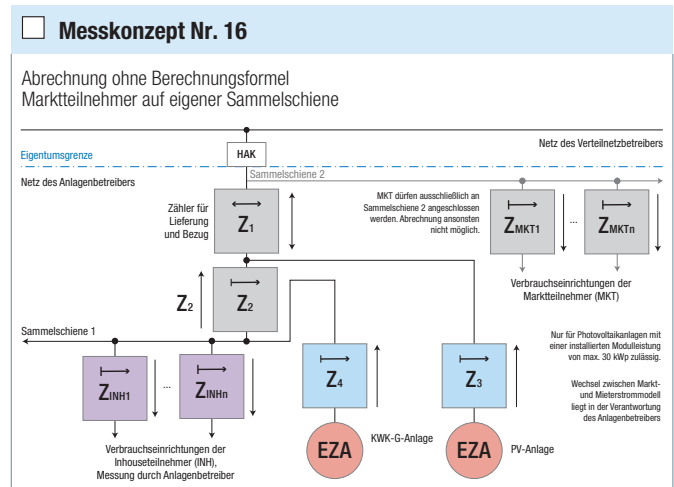 Messkonzept Nr. 16
Abrechnung ohne Berechnungsformel
Marktteilnehmer auf eigener Sammelschiene
Netz des Verteilnetzbetreibers
Eigentumsgrenze
HAK
Sammelschiene 2
Netz des Anlagenbetreibers
Zähler für
Lieferung
und Bezug
Z1
MKT dürfen ausschließlich an
Sammelschiene 2 angeschlossen
werden. Abrechnung ansonsten
nicht möglich.
ZMKT1
...
ZMKTn
Verbrauchseinrichtungen der
Marktteilnehmer (MKT)
Z2
Z2
Sammelschiene 1
ZINH1
...
ZINHn
Z4
Z3
Nur für Photovoltaikanlagen mit
einer installierten Modulleistung
von max. 30 kWp zulässig.
Wechsel zwischen Markt-
und Mieterstrommodell
liegt in der Verantwortung
des Anlagenbetreibers
Verbrauchseinrichtungen der
Inhouseteilnehmer (INH),
Messung durch Anlagenbetreiber
EZA
KWK-G-Anlage
EZA
PV-Anlage